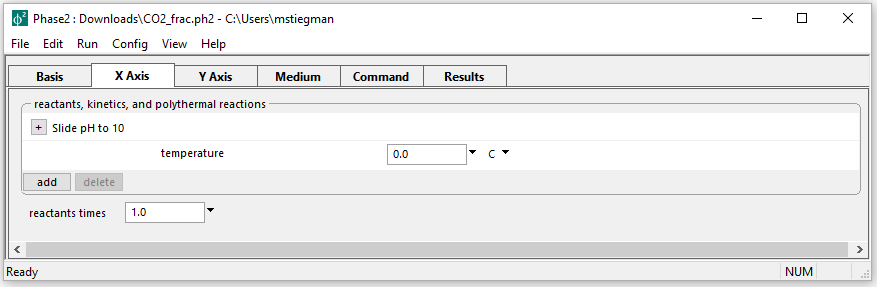 Phase2 : Downloads\CO2_frac.ph2 - C:\Users\mstiegman
File Edit Run Config View Help
Basis X Axis Y Axis Medium Command Results
reactants, kinetics, and polythermal reactions
+ Slide pH to 10
temperature 0.0 C
add delete
reactants times 1.0
Ready NUM